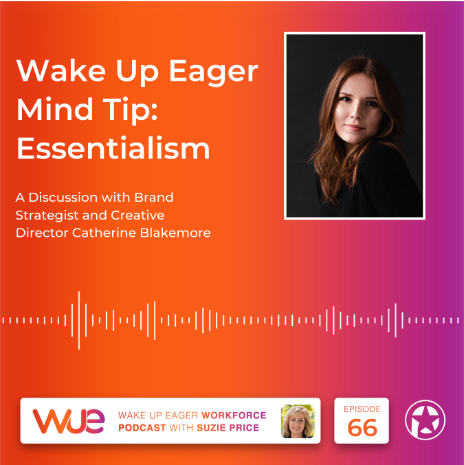 Wake Up Eager
Mind Tip:
Essentialism
A Discussion with Brand
Strategist and Creative
Director Catherine Blakemore
WUE
WAKE UP EAGER WORKFORCE
PODCAST WITH SUZIE PRICE
EPISODE
66